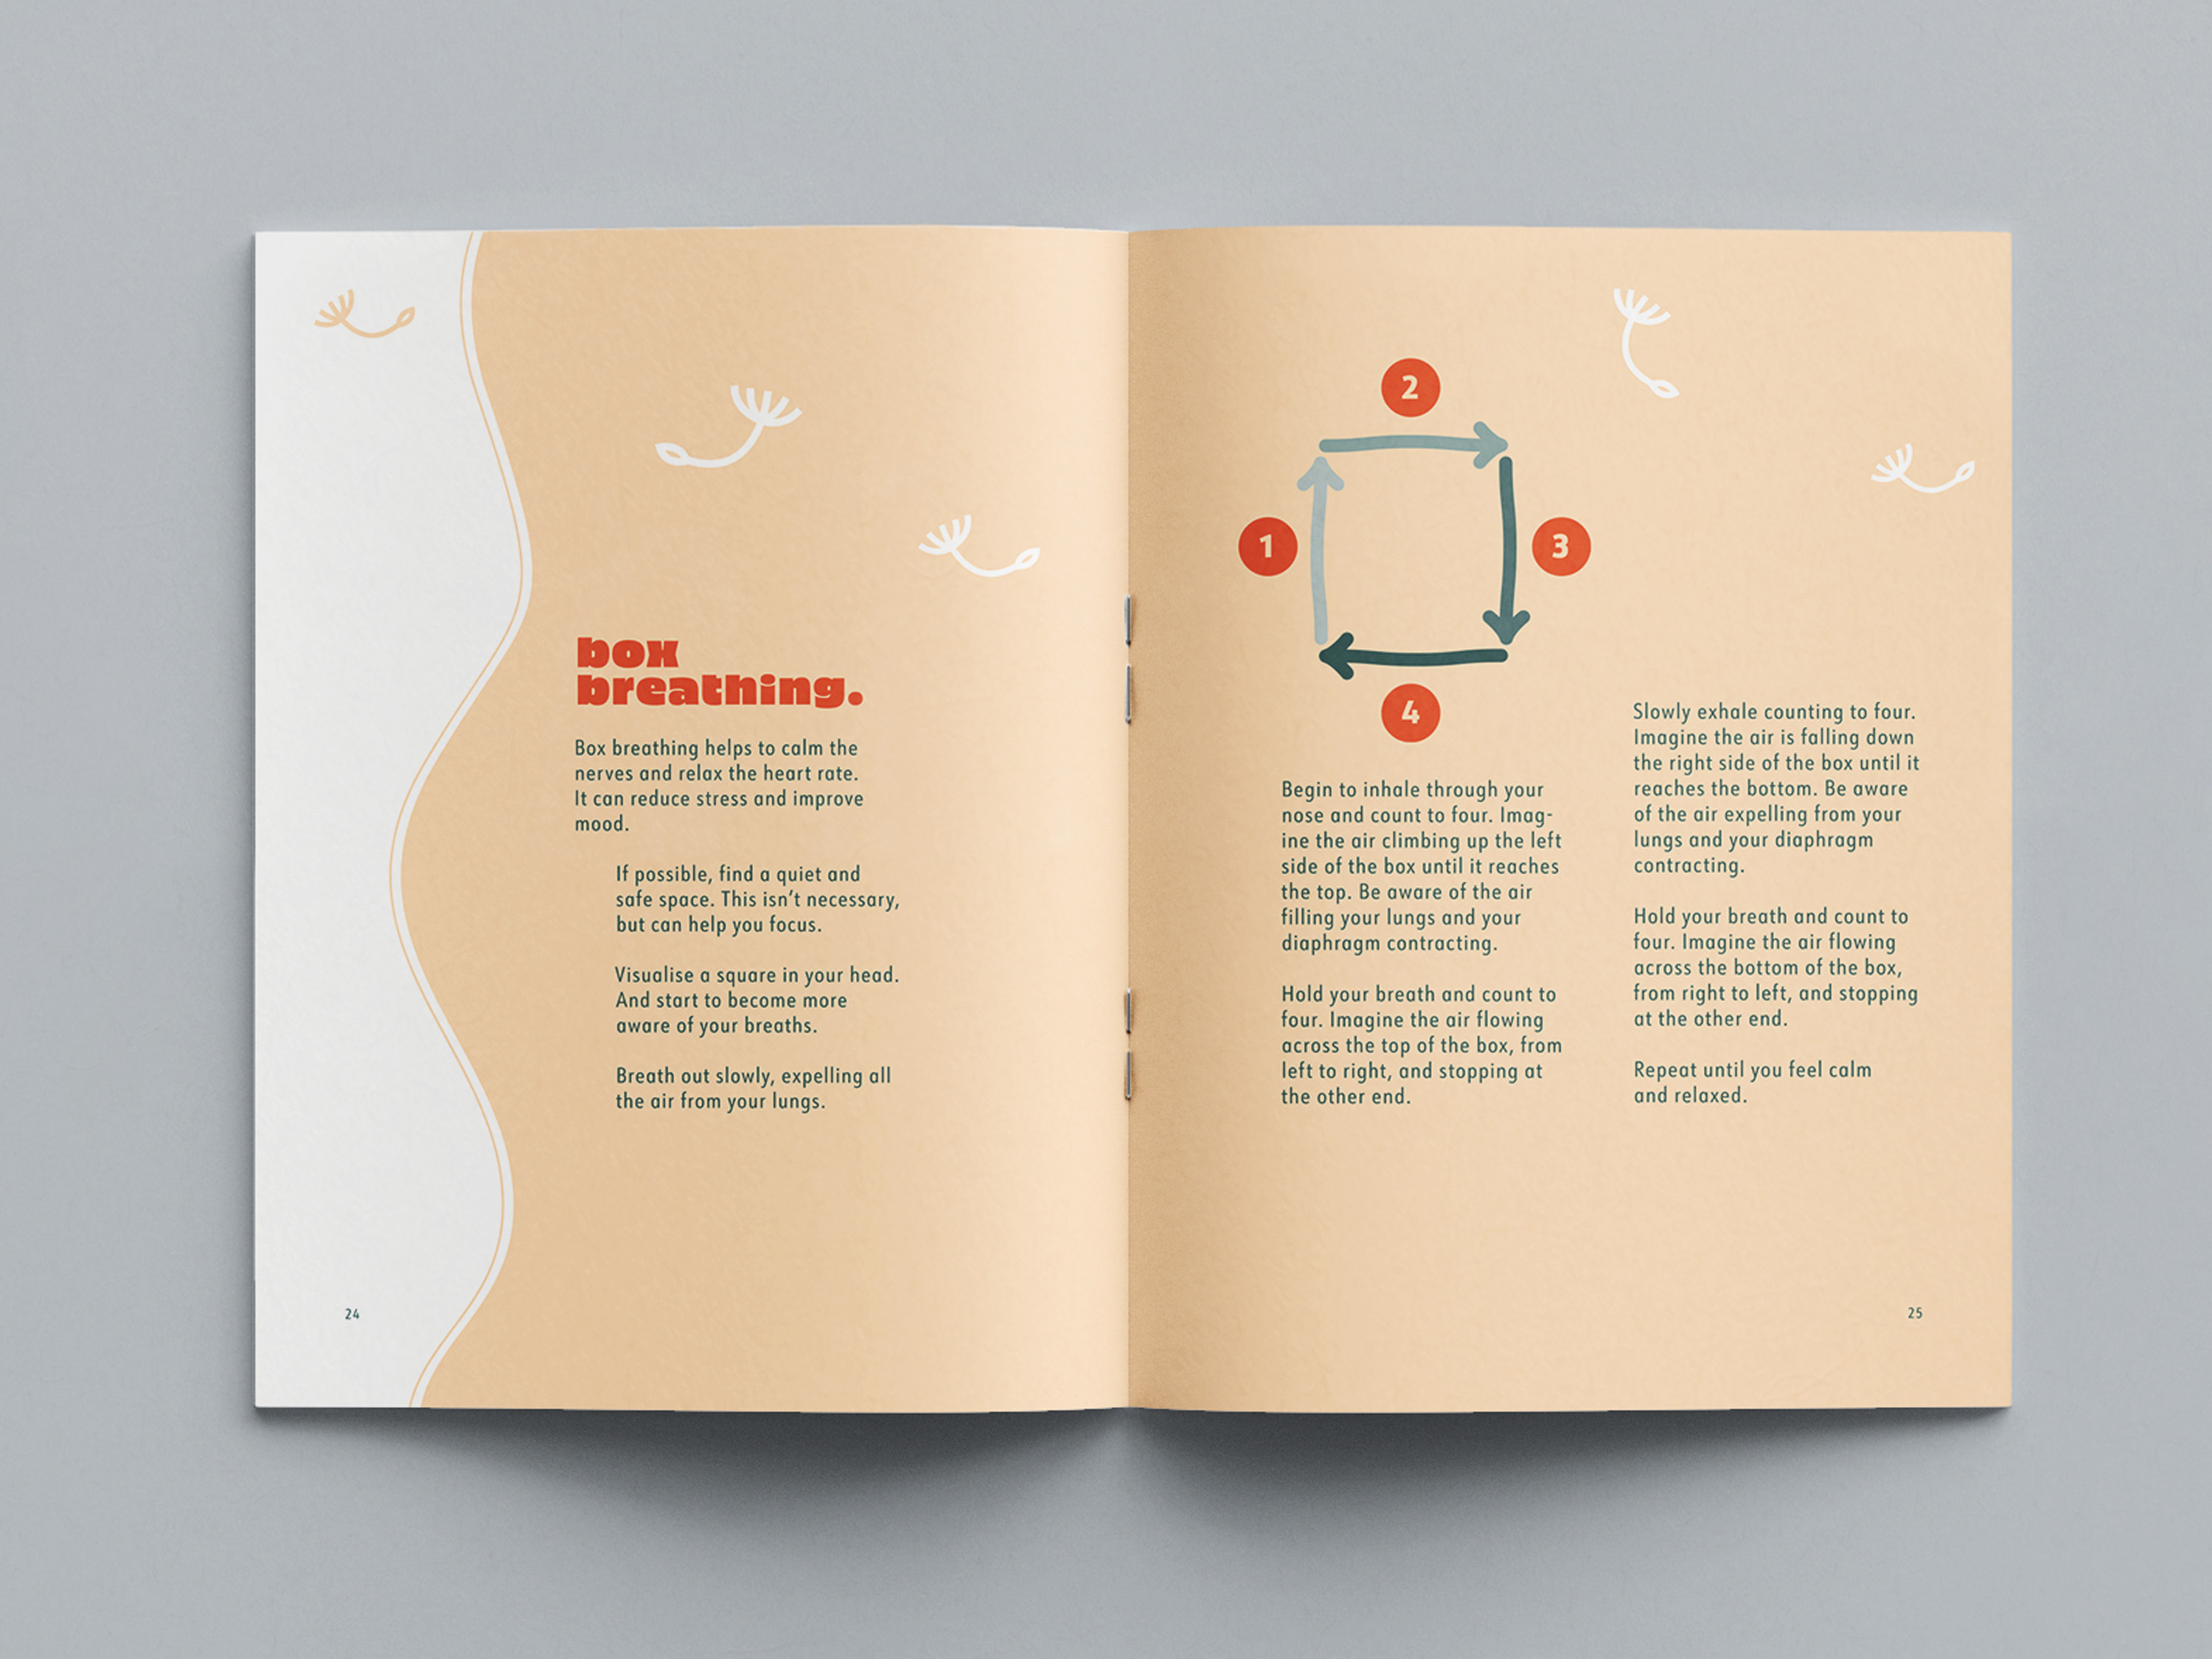 box
breathing.
Box breathing helps to calm the
nerves and relax the heart rate.
It can reduce stress and improve
mood.
If possible, find a quiet and
safe space. This isn't necessary,
but can help you focus.
Visualise a square in your head.
And start to become more
aware of your breaths.
Breath out slowly, expelling all
the air from your lungs.
24
2
1
3
4
Begin to inhale through your
nose and count to four. Imag-
ine the air climbing up the left
side of the box until it reaches
the top. Be aware of the air
filling your lungs and your
diaphragm contracting.
Hold your breath and count to
four. Imagine the air flowing
across the top of the box, from
left to right, and stopping at
the other end.
Slowly exhale counting to four.
Imagine the air is falling down
the right side of the box until it
reaches the bottom. Be aware
of the air expelling from your
lungs and your diaphragm
contracting.
Hold your breath and count to
four. Imagine the air flowing
across the bottom of the box,
from right to left, and stopping
at the other end.
Repeat until you feel calm
and relaxed.
25